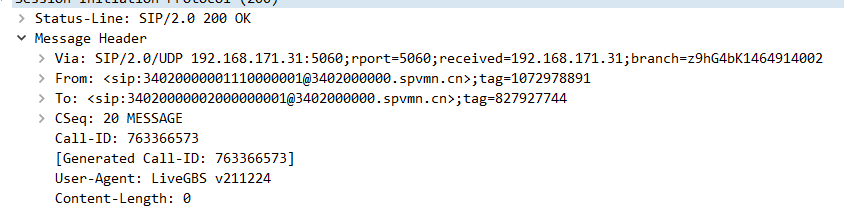 Session Initiation Protocol (200)
Status-Line: SIP/2.0 200 OK
Message Header
Via: SIP/2.0/UDP 192.168.171.31:5060;rport=5060;received=192.168.171.31;branch=z9hG4bK1464914002
From: <sip:34020000001110000001@3402000000.spvmn.cn>;tag=1072978891
To: <sip:34020000002000000001@3402000000.spvmn.cn>;tag=827927744
CSeq: 20 MESSAGE
Call-ID: 763366573
[Generated Call-ID: 763366573]
User-Agent: LiveGBS v211224
Content-Length: 0